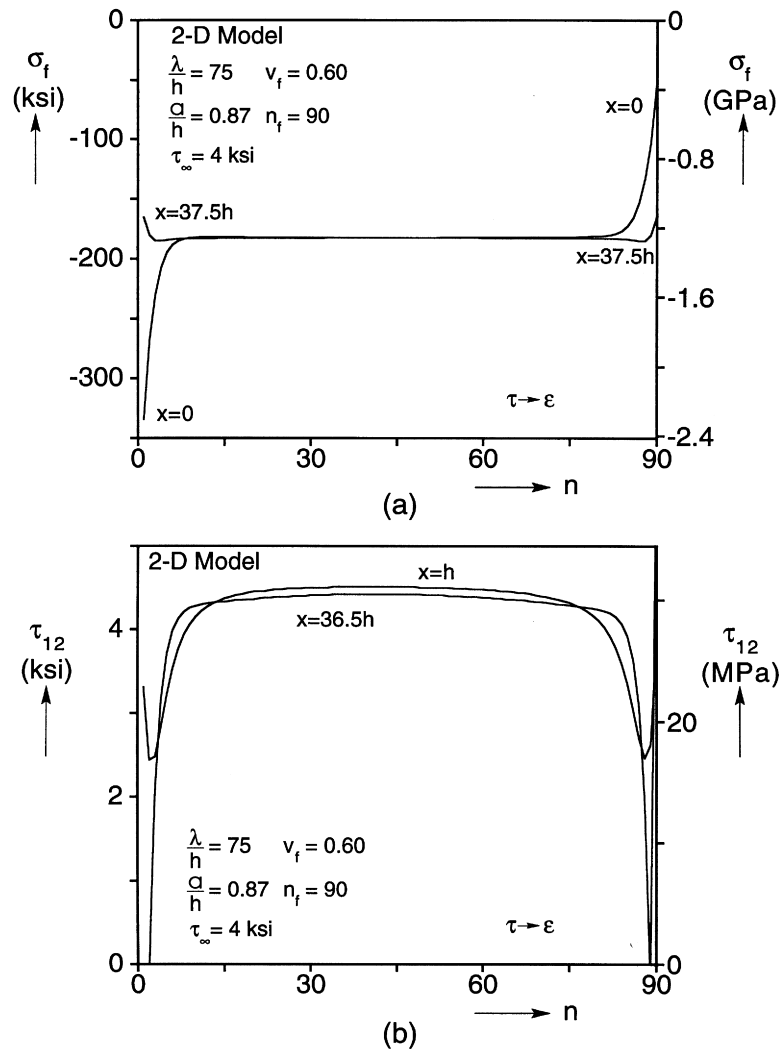 0
0
2-D Model
λ/h = 75 v_f = 0.60
a/h = 0.87 n_f = 90
τ_∞ = 4 ksi
σ_f
(ksi)
σ_f
(GPa)
x=0
-100
-0.8
x=37.5h
x=37.5h
-200
-1.6
-300
x=0
τ→ε
-2.4
0 30 60 90
n
(a)
2-D Model
x=h
x=36.5h
4
τ_12
(ksi)
τ_12
(MPa)
20
2
λ/h = 75 v_f = 0.60
a/h = 0.87 n_f = 90
τ_∞ = 4 ksi
τ→ε
0
0
0 30 60 90
n
(b)